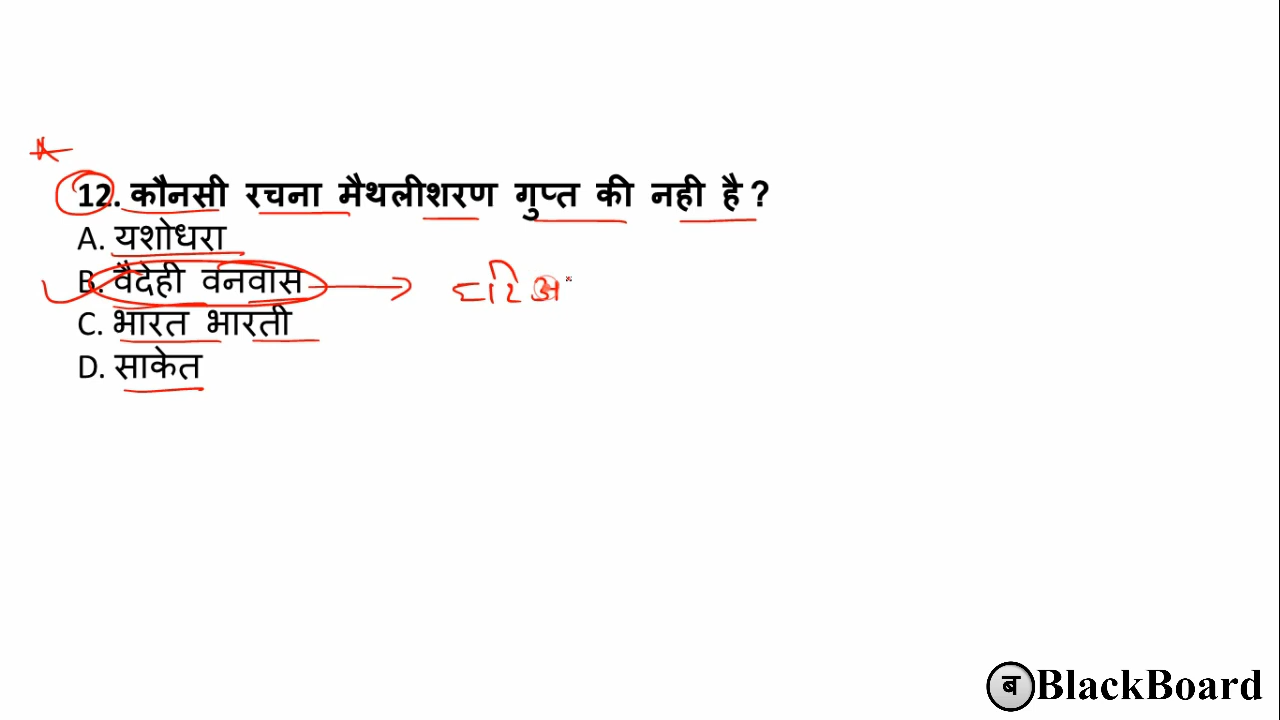 12. कौनसी रचना मैथलीशरण गुप्त की नही है ?
A. यशोधरा
B. वैदेही वनवास
C. भारत भारती
D. साकेत
ब BlackBoard